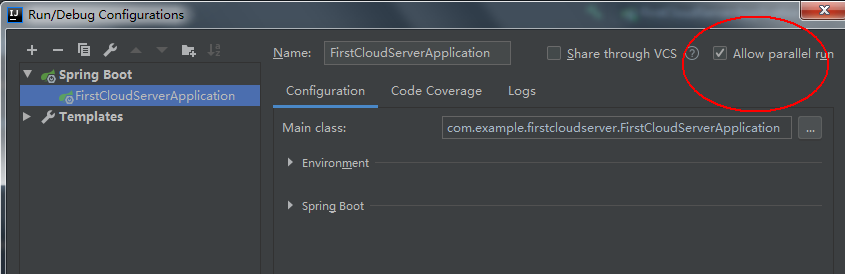 IJ Run/Debug Configurations
Name: FirstCloudServerApplication Share through VCS ? Allow parallel run
Spring Boot
FirstCloudServerApplication
Templates
Configuration Code Coverage Logs
Main class: com.example.firstcloudserver.FirstCloudServerApplication ...
Environment
Spring Boot